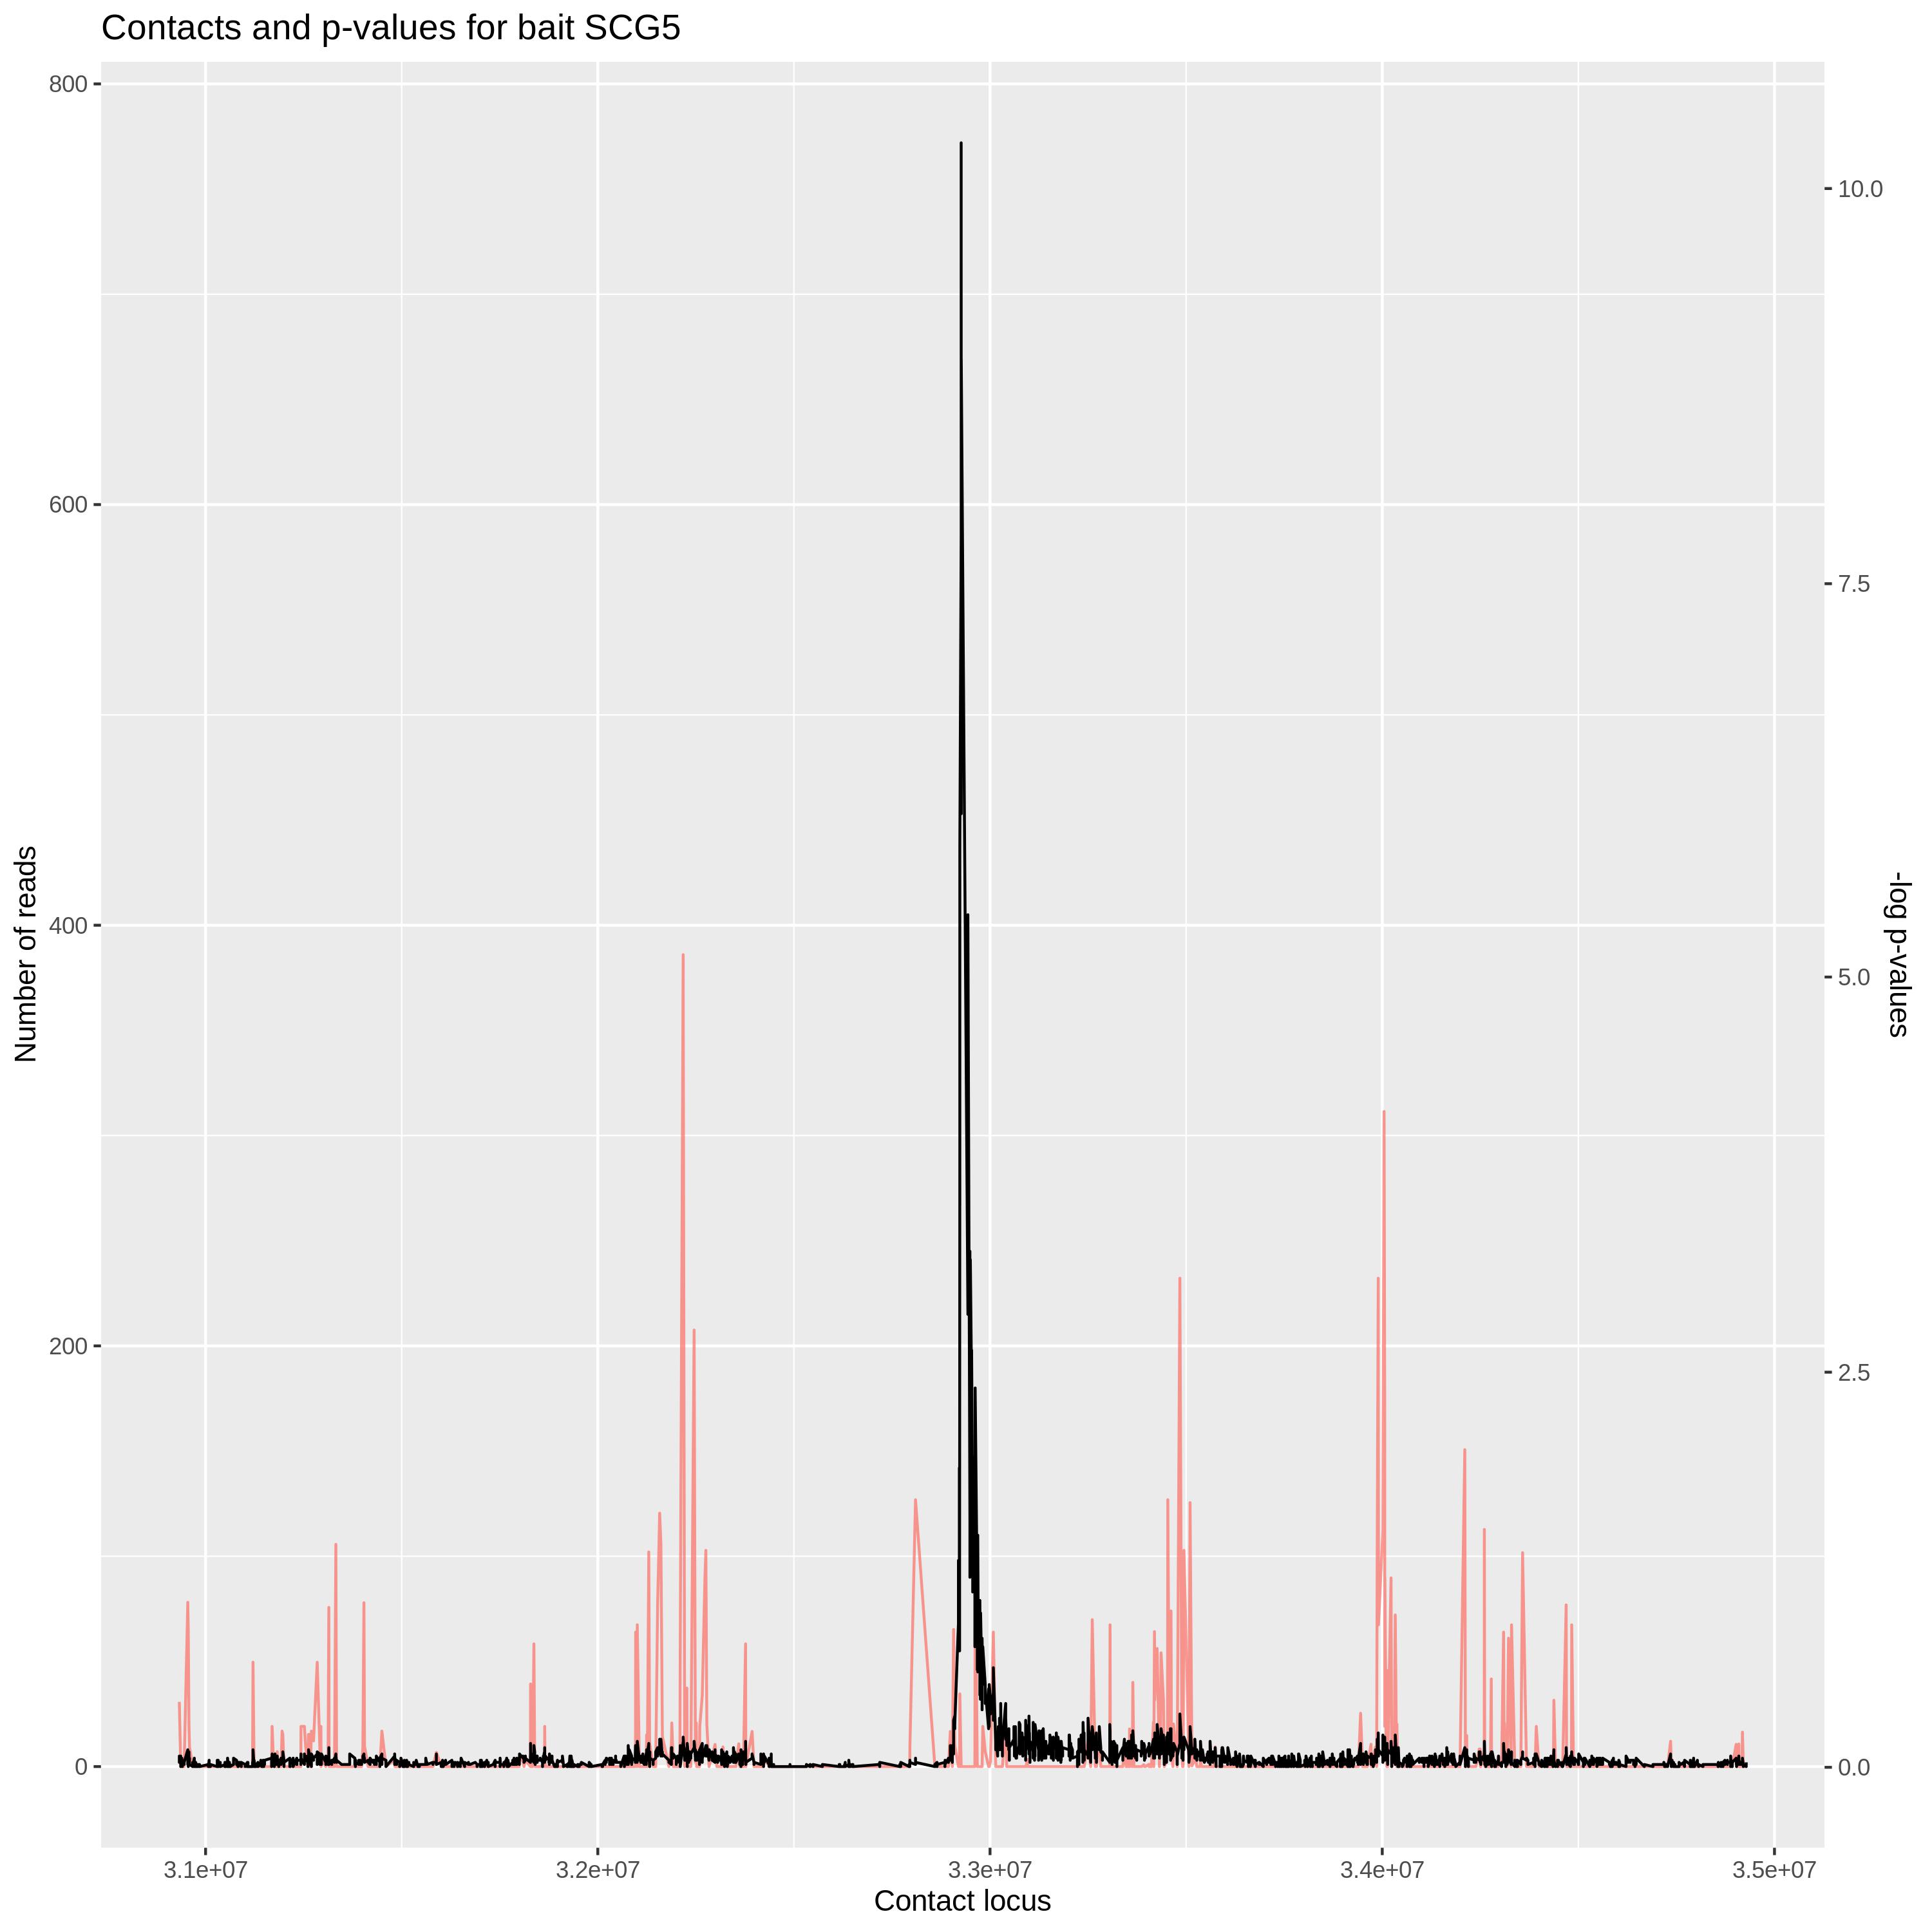 Contacts and p-values for bait SCG5
800
600
400
200
0
Number of reads
10.0
7.5
5.0
2.5
0.0
-log p-values
3.1e+07
3.2e+07
3.3e+07
3.4e+07
3.5e+07
Contact locus